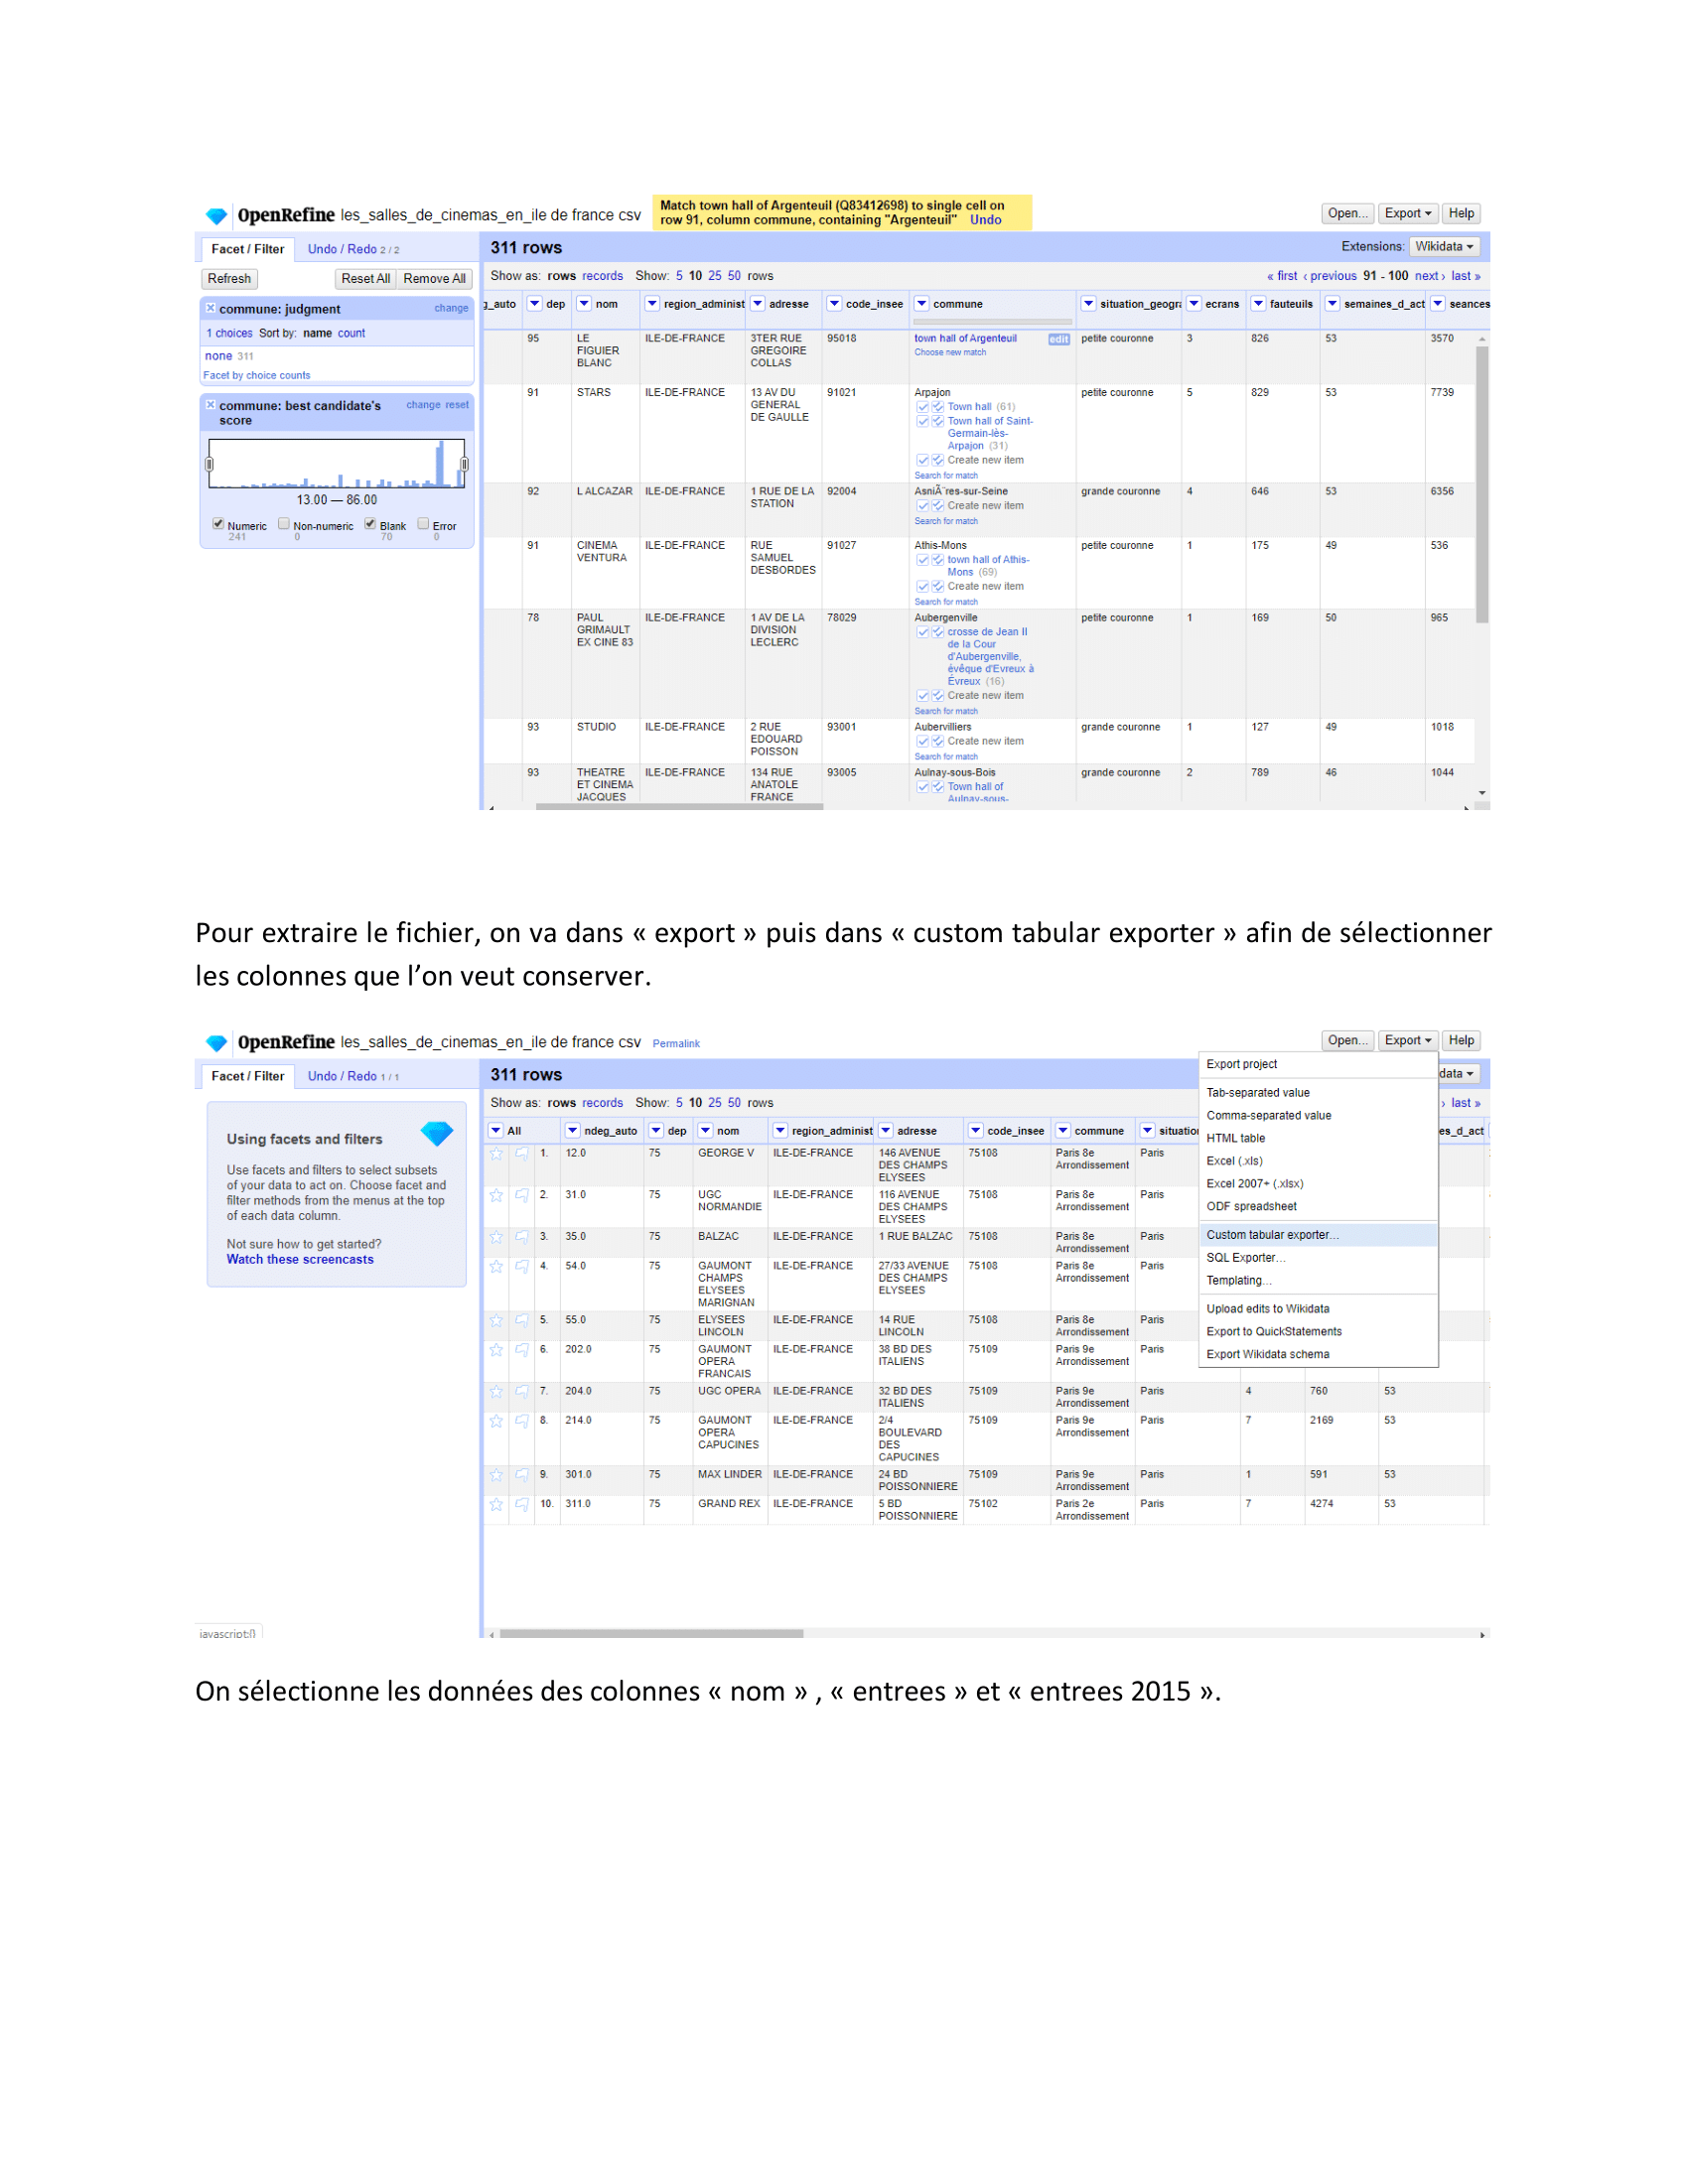 OpenRefine les_salles_de_cinemas_en_ile de france csv
Match town hall of Argenteuil (Q83412698) to single cell on
row 91, column commune, containing "Argenteuil" Undo
Open... Export Help
Facet / Filter Undo / Redo 2 / 2
311 rows
Extensions: Wikidata
Refresh Reset All Remove All
Show as: rows records Show: 5 10 25 50 rows
« first ‹ previous 91 - 100 next › last »
commune: judgment change
1 choices Sort by: name count
none 311
Facet by choice counts
commune: best candidate's change reset
score
13.00 — 86.00
Numeric Non-numeric Blank Error
241 0 70 0
g_auto dep nom region_administ adresse code_insee commune situation_geogra ecrans fauteuils semaines_d_act seances
95 LE ILE-DE-FRANCE 3TER RUE 95018 town hall of Argenteuil edit petite couronne 3 826 53 3570
FIGUIER GREGOIRE Choose new match
BLANC COLLAS
91 STARS ILE-DE-FRANCE 13 AV DU 91021 Arpajon petite couronne 5 829 53 7739
GENERAL Town hall (61)
DE GAULLE Town hall of Saint-
Germain-lès-
Arpajon (31)
Create new item
Search for match
92 L ALCAZAR ILE-DE-FRANCE 1 RUE DE LA 92004 AsniÃ¨res-sur-Seine grande couronne 4 646 53 6356
STATION Create new item
Search for match
91 CINEMA ILE-DE-FRANCE RUE 91027 Athis-Mons petite couronne 1 175 49 536
VENTURA SAMUEL town hall of Athis-
DESBORDES Mons (69)
Create new item
Search for match
78 PAUL ILE-DE-FRANCE 1 AV DE LA 78029 Aubergenville petite couronne 1 169 50 965
GRIMAULT DIVISION crosse de Jean II
EX CINE 83 LECLERC de la Cour
d'Aubergenville,
évêque d'Evreux à
Évreux (16)
Create new item
Search for match
93 STUDIO ILE-DE-FRANCE 2 RUE 93001 Aubervilliers grande couronne 1 127 49 1018
EDOUARD Create new item
POISSON Search for match
93 THEATRE ILE-DE-FRANCE 134 RUE 93005 Aulnay-sous-Bois grande couronne 2 789 46 1044
ET CINEMA ANATOLE Town hall of
JACQUES FRANCE Aulnay-sous-
Pour extraire le fichier, on va dans « export » puis dans « custom tabular exporter » afin de sélectionner
les colonnes que l’on veut conserver.
OpenRefine les_salles_de_cinemas_en_ile de france csv Permalink
Open... Export Help
Facet / Filter Undo / Redo 1 / 1
311 rows
data
Show as: rows records Show: 5 10 25 50 rows
› last »
Using facets and filters
Use facets and filters to select subsets
of your data to act on. Choose facet and
filter methods from the menus at the top
of each data column.
Not sure how to get started?
Watch these screencasts
Export project
Tab-separated value
Comma-separated value
HTML table
Excel (.xls)
Excel 2007+ (.xlsx)
ODF spreadsheet
Custom tabular exporter...
SQL Exporter...
Templating...
Upload edits to Wikidata
Export to QuickStatements
Export Wikidata schema
All ndeg_auto dep nom region_administ adresse code_insee commune situation es_d_act
1. 12.0 75 GEORGE V ILE-DE-FRANCE 146 AVENUE 75108 Paris 8e Paris
DES CHAMPS Arrondissement
ELYSEES
2. 31.0 75 UGC ILE-DE-FRANCE 116 AVENUE 75108 Paris 8e Paris
NORMANDIE DES CHAMPS Arrondissement
ELYSEES
3. 35.0 75 BALZAC ILE-DE-FRANCE 1 RUE BALZAC 75108 Paris 8e Paris
Arrondissement
4. 54.0 75 GAUMONT ILE-DE-FRANCE 27/33 AVENUE 75108 Paris 8e Paris
CHAMPS DES CHAMPS Arrondissement
ELYSEES ELYSEES
MARIGNAN
5. 55.0 75 ELYSEES ILE-DE-FRANCE 14 RUE 75108 Paris 8e Paris
LINCOLN LINCOLN Arrondissement
6. 202.0 75 GAUMONT ILE-DE-FRANCE 38 BD DES 75109 Paris 9e Paris
OPERA ITALIENS Arrondissement
FRANCAIS
7. 204.0 75 UGC OPERA ILE-DE-FRANCE 32 BD DES 75109 Paris 9e Paris 4 760 53
ITALIENS Arrondissement
8. 214.0 75 GAUMONT ILE-DE-FRANCE 2/4 75109 Paris 9e Paris 7 2169 53
OPERA BOULEVARD Arrondissement
CAPUCINES DES
CAPUCINES
9. 301.0 75 MAX LINDER ILE-DE-FRANCE 24 BD 75109 Paris 9e Paris 1 591 53
POISSONNIERE Arrondissement
10. 311.0 75 GRAND REX ILE-DE-FRANCE 5 BD 75102 Paris 2e Paris 7 4274 53
POISSONNIERE Arrondissement
javascript:{}
On sélectionne les données des colonnes « nom » , « entrees » et « entrees 2015 ».